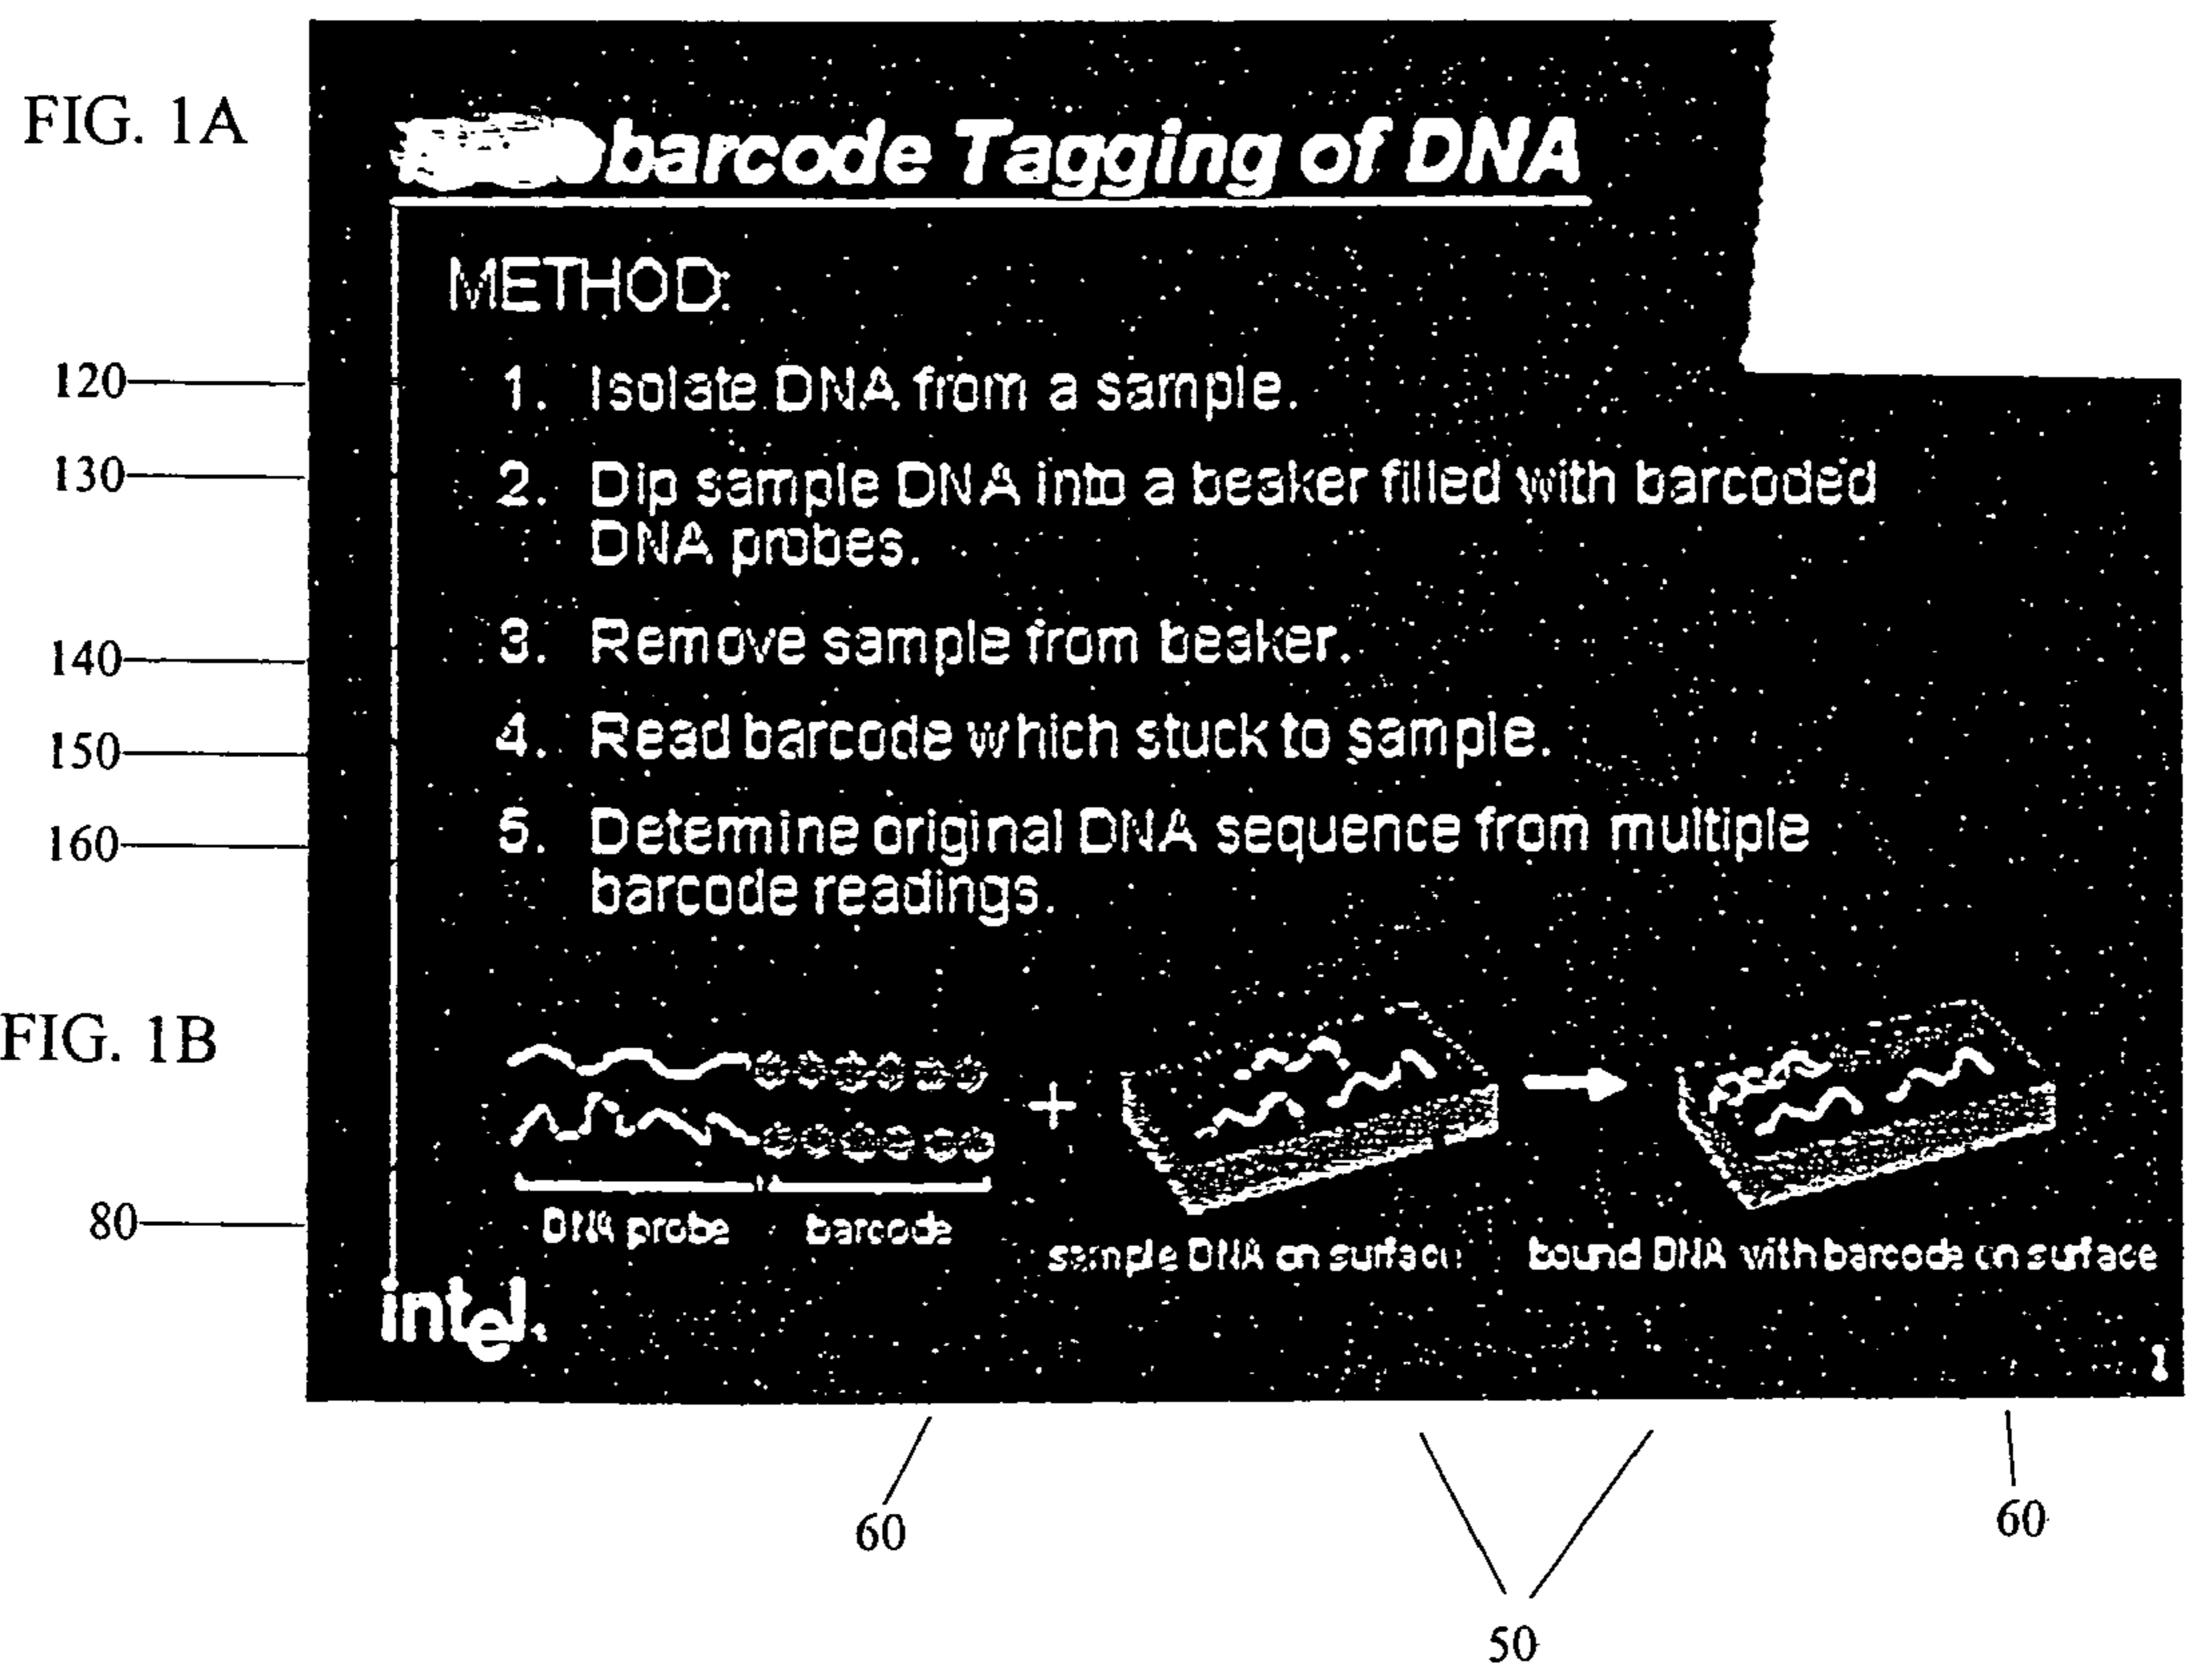 FIG. 1A
barcode Tagging of DNA
METHOD:
120 1. Isolate DNA from a sample.
130 2. Dip sample DNA into a beaker filled with barcoded
DNA probes.
140 3. Remove sample from beaker.
150 4. Read barcode which stuck to sample.
160 5. Determine original DNA sequence from multiple
barcode readings.
FIG. 1B
+
80 DNA probe barcode
sample DNA on surface bound DNA with barcode on surface
intel.
60 60
50